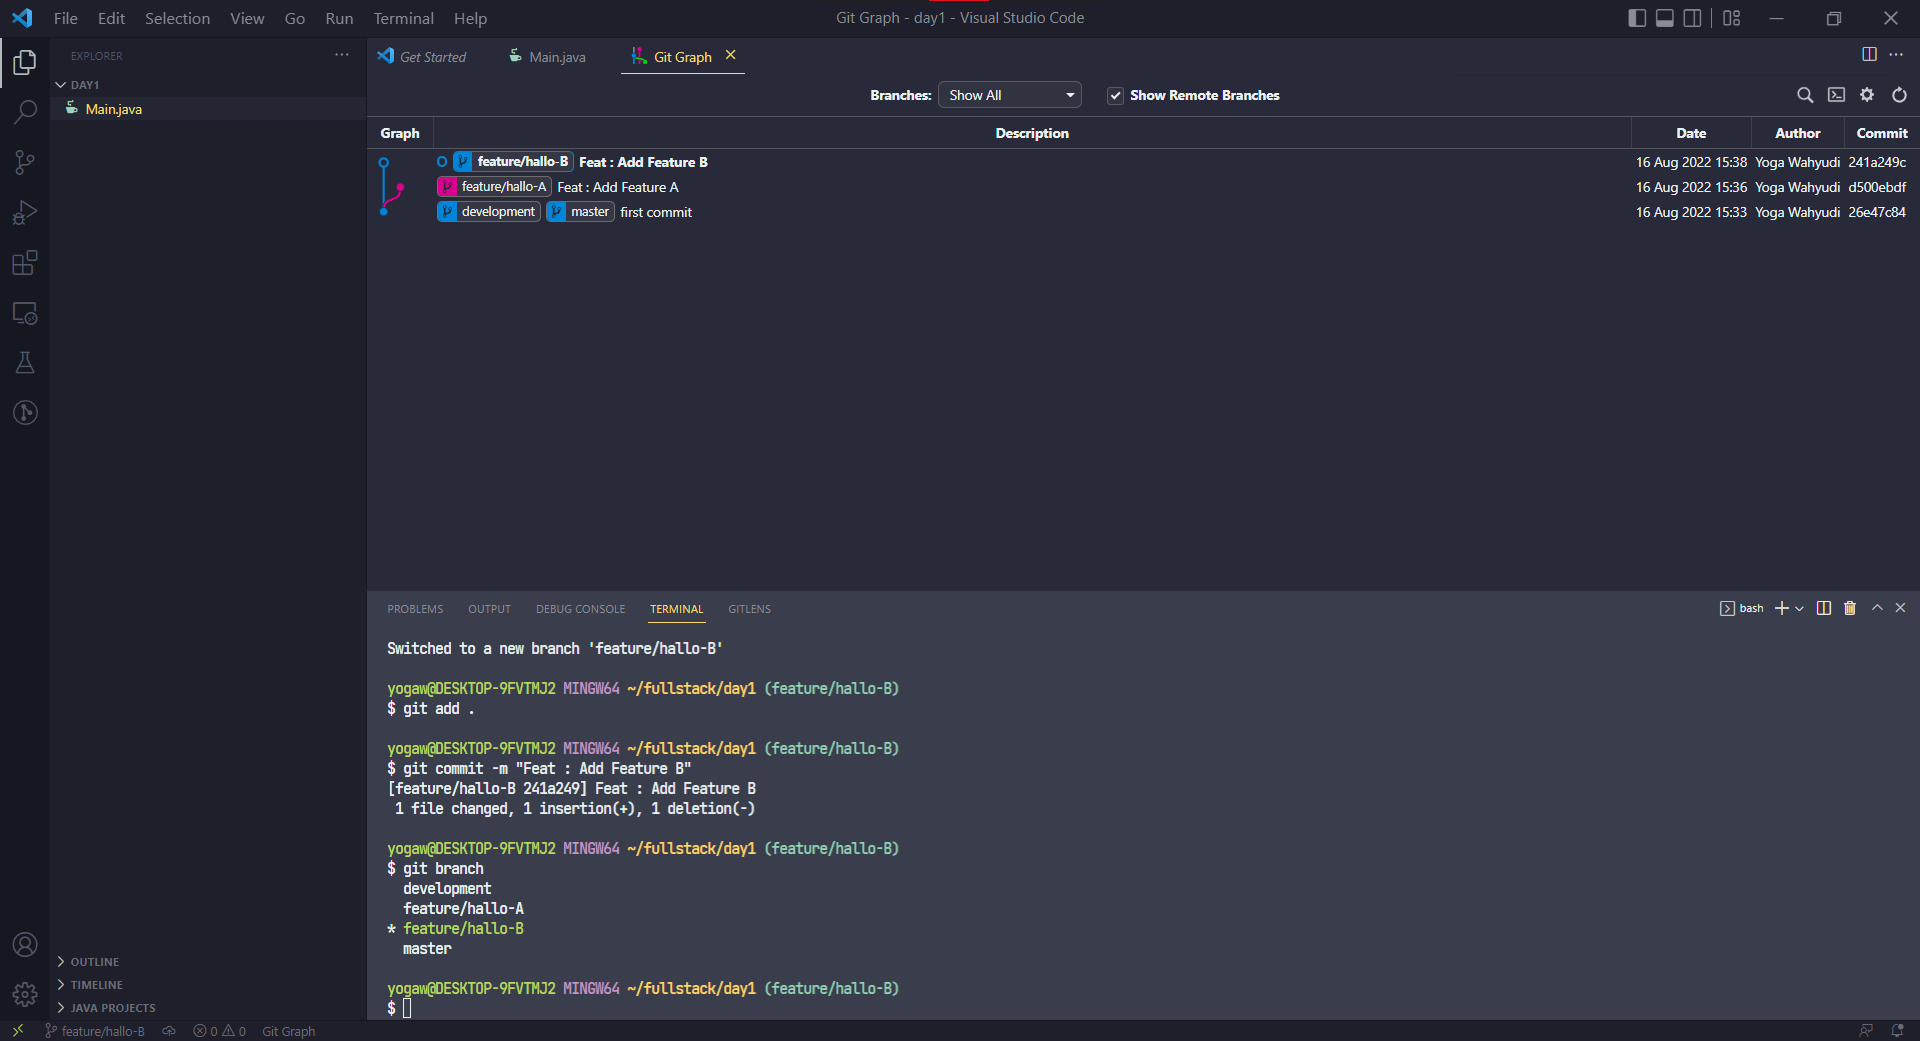 File Edit Selection View Go Run Terminal Help
Git Graph - day1 - Visual Studio Code
EXPLORER
DAY1
Main.java
Get Started Main.java Git Graph
Branches: Show All Show Remote Branches
Graph Description Date Author Commit
feature/hallo-B Feat : Add Feature B 16 Aug 2022 15:38 Yoga Wahyudi 241a249c
feature/hallo-A Feat : Add Feature A 16 Aug 2022 15:36 Yoga Wahyudi d500ebdf
development master first commit 16 Aug 2022 15:33 Yoga Wahyudi 26e47c84
PROBLEMS OUTPUT DEBUG CONSOLE TERMINAL GITLENS
bash
Switched to a new branch 'feature/hallo-B'
yogaw@DESKTOP-9FVTMJ2 MINGW64 ~/fullstack/day1 (feature/hallo-B)
$ git add .
yogaw@DESKTOP-9FVTMJ2 MINGW64 ~/fullstack/day1 (feature/hallo-B)
$ git commit -m "Feat : Add Feature B"
[feature/hallo-B 241a249] Feat : Add Feature B
1 file changed, 1 insertion(+), 1 deletion(-)
yogaw@DESKTOP-9FVTMJ2 MINGW64 ~/fullstack/day1 (feature/hallo-B)
$ git branch
development
feature/hallo-A
* feature/hallo-B
master
yogaw@DESKTOP-9FVTMJ2 MINGW64 ~/fullstack/day1 (feature/hallo-B)
$
OUTLINE
TIMELINE
JAVA PROJECTS
feature/hallo-B 0 0 Git Graph